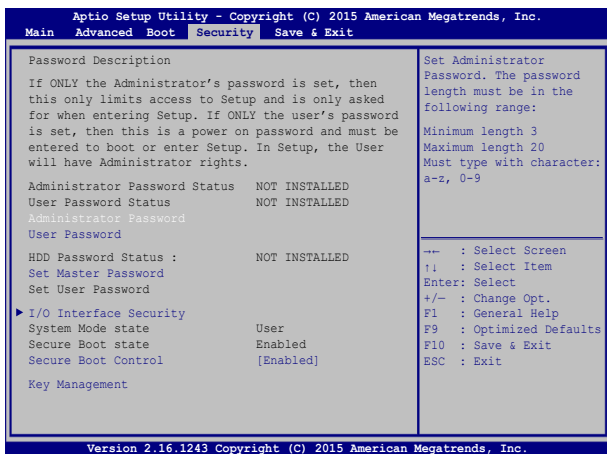 Aptio Setup Utility - Copyright (C) 2015 American Megatrends, Inc.
Main Advanced Boot Security Save & Exit
Password Description
If ONLY the Administrator's password is set, then
this only limits access to Setup and is only asked
for when entering Setup. If ONLY the user's password
is set, then this is a power on password and must be
entered to boot or enter Setup. In Setup, the User
will have Administrator rights.
Administrator Password Status NOT INSTALLED
User Password Status NOT INSTALLED
Administrator Password
User Password
HDD Password Status : NOT INSTALLED
Set Master Password
Set User Password
▶ I/O Interface Security
System Mode state User
Secure Boot state Enabled
Secure Boot Control [Enabled]
Key Management
Set Administrator
Password. The password
length must be in the
following range:
Minimum length 3
Maximum length 20
Must type with character:
a-z, 0-9
→← : Select Screen
↑↓ : Select Item
Enter: Select
+/— : Change Opt.
F1 : General Help
F9 : Optimized Defaults
F10 : Save & Exit
ESC : Exit
Version 2.16.1243 Copyright (C) 2015 American Megatrends, Inc.